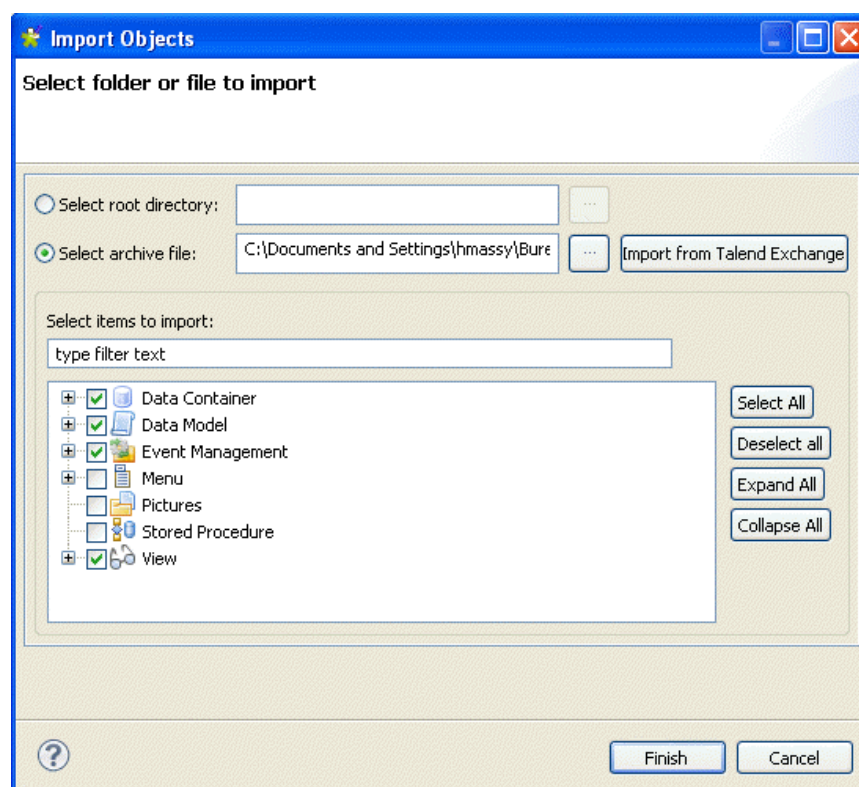 Import Objects
Select folder or file to import
Select root directory:
...
Select archive file:
C:\Documents and Settings\hmassy\Bure
...
Import from Talend Exchange
Select items to import:
type filter text
Data Container
Data Model
Event Management
Menu
Pictures
Stored Procedure
View
Select All
Deselect all
Expand All
Collapse All
?
Finish
Cancel